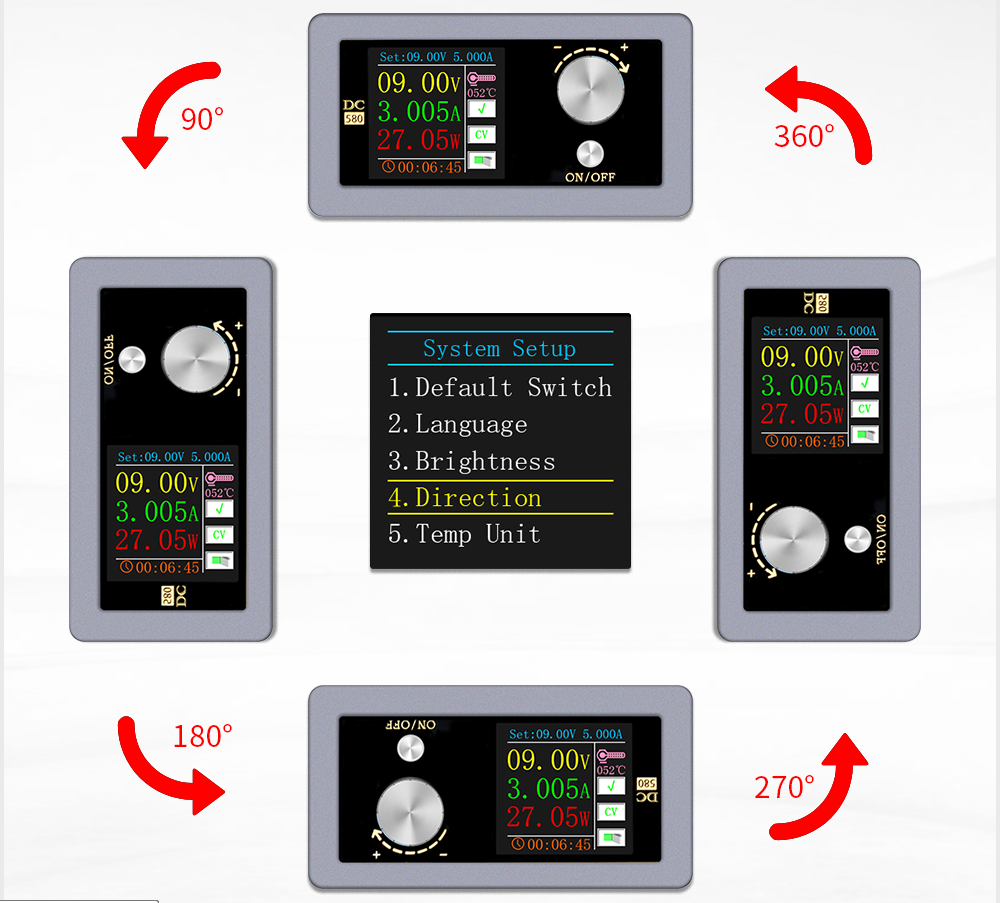 Set:09.00V 5.000A
09.00V
052℃
3.005A
√
27.05W
CV
00:06:45
DC
580
- +
ON/OFF
90°
360°
ON/OFF
+
-
Set:09.00V 5.000A
09.00V
052℃
3.005A
√
27.05W
CV
00:06:45
580
DC
System Setup
1.Default Switch
2.Language
3.Brightness
4.Direction
5.Temp Unit
DC
580
Set:09.00V 5.000A
09.00V
052℃
3.005A
√
27.05W
CV
00:06:45
-
+
ON/OFF
180°
270°
ON/OFF
+ -
Set:09.00V 5.000A
09.00V
052℃
3.005A
√
27.05W
CV
00:06:45
580
DC